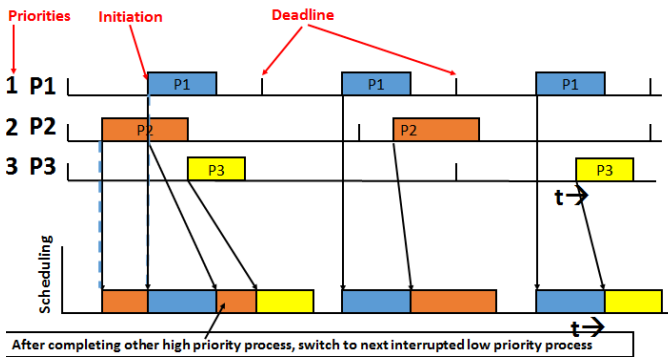 Priorities
Initiation
Deadline
1 P1
P1
P1
P1
2 P2
P2
P2
3 P3
P3
P3
t
Scheduling
t
After completing other high priority process, switch to next interrupted low priority process